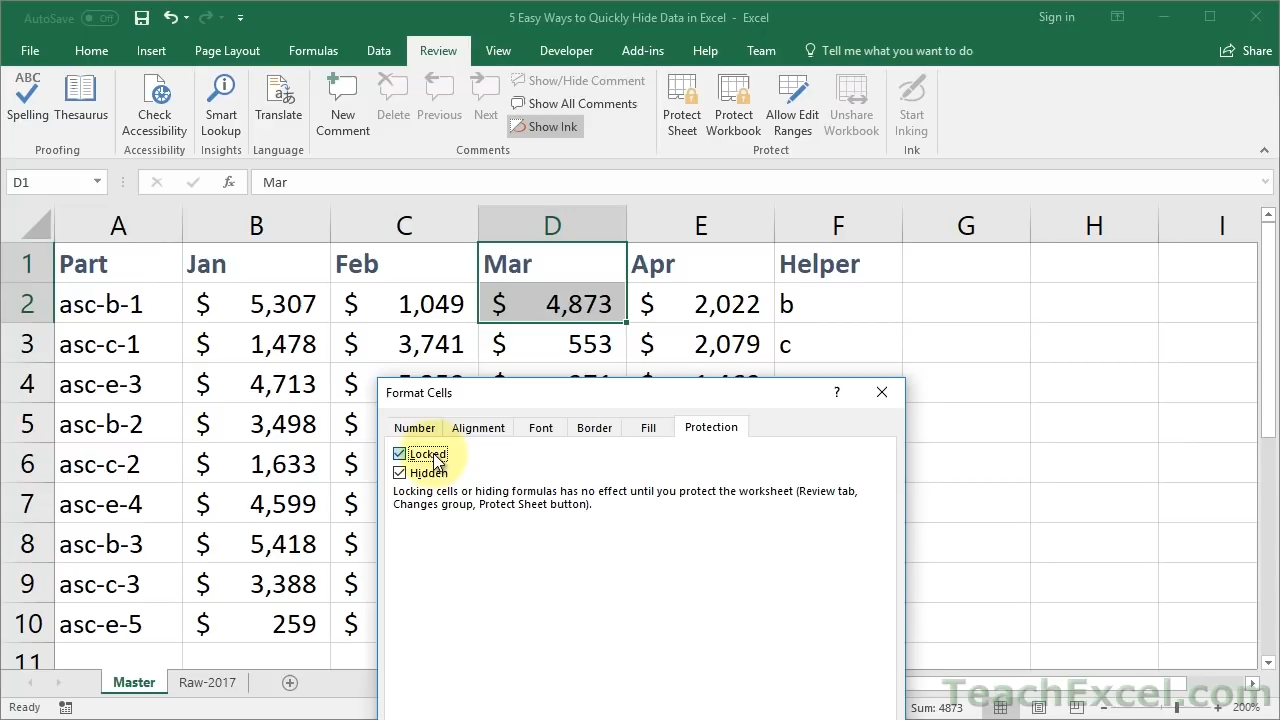 AutoSave Off
5 Easy Ways to Quickly Hide Data in Excel - Excel
Sign in
File Home Insert Page Layout Formulas Data Review View Developer Add-ins Help Team Tell me what you want to do Share
ABC
Spelling Thesaurus
Proofing
Check Accessibility
Accessibility
Smart Lookup
Insights
Translate
Language
New Comment
Delete Previous Next
Show/Hide Comment
Show All Comments
Show Ink
Comments
Protect Sheet
Protect Workbook
Allow Edit Ranges
Unshare Workbook
Protect
Start Inking
Ink
D1 fx Mar
A B C D E F G H I
1 Part Jan Feb Mar Apr Helper
2 asc-b-1 $ 5,307 $ 1,049 $ 4,873 $ 2,022 b
3 asc-c-1 $ 1,478 $ 3,741 $ 553 $ 2,079 c
4 asc-e-3 $ 4,713 $
5 asc-b-2 $ 3,498 $
6 asc-c-2 $ 1,633 $
7 asc-e-4 $ 4,599 $
8 asc-b-3 $ 5,418 $
9 asc-c-3 $ 3,388 $
10 asc-e-5 $ 259 $
11
Format Cells ?
Number Alignment Font Border Fill Protection
Locked
Hidden
Locking cells or hiding formulas has no effect until you protect the worksheet (Review tab,
Changes group, Protect Sheet button).
Master Raw-2017
Ready Sum: 4873 200%
TeachExcel.com